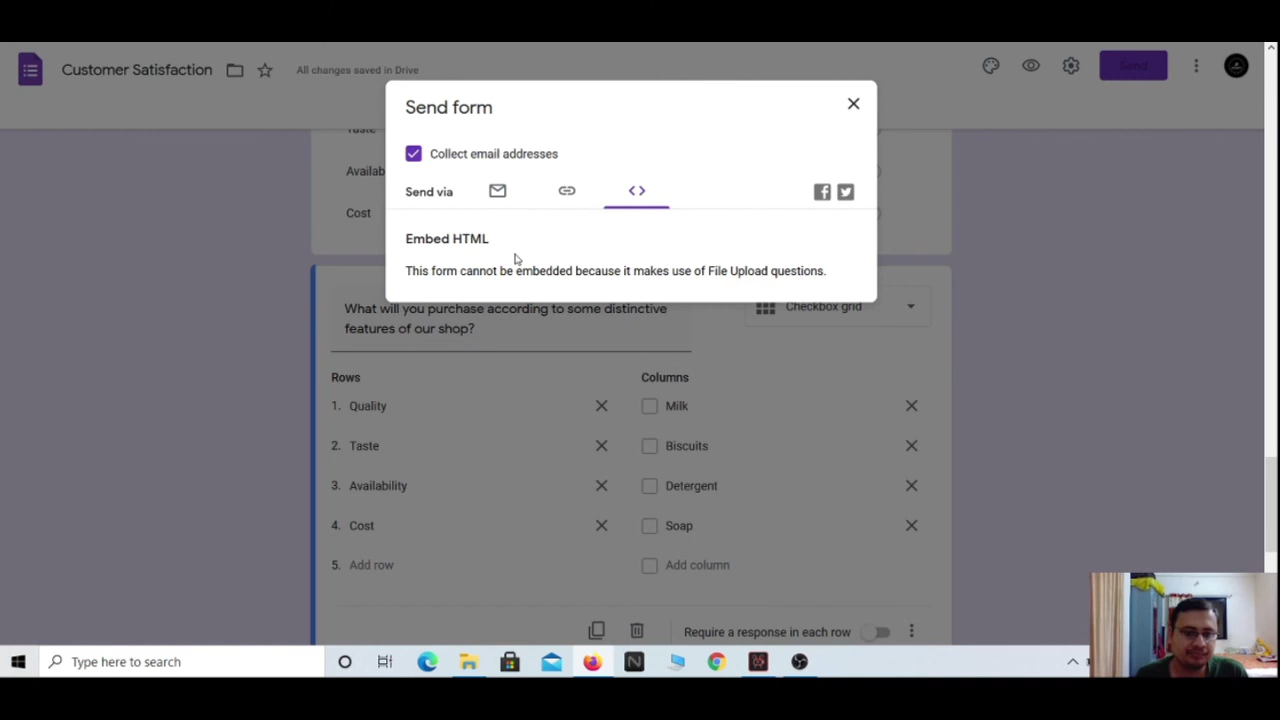 Customer Satisfaction
All changes saved in Drive
Send
Send form
Collect email addresses
Send via
Embed HTML
This form cannot be embedded because it makes use of File Upload questions.
Taste
Availab
Cost
What will you purchase according to some distinctive
features of our shop?
Checkbox grid
Rows
Columns
1. Quality
Milk
2. Taste
Biscuits
3. Availability
Detergent
4. Cost
Soap
5. Add row
Add column
Require a response in each row
Type here to search